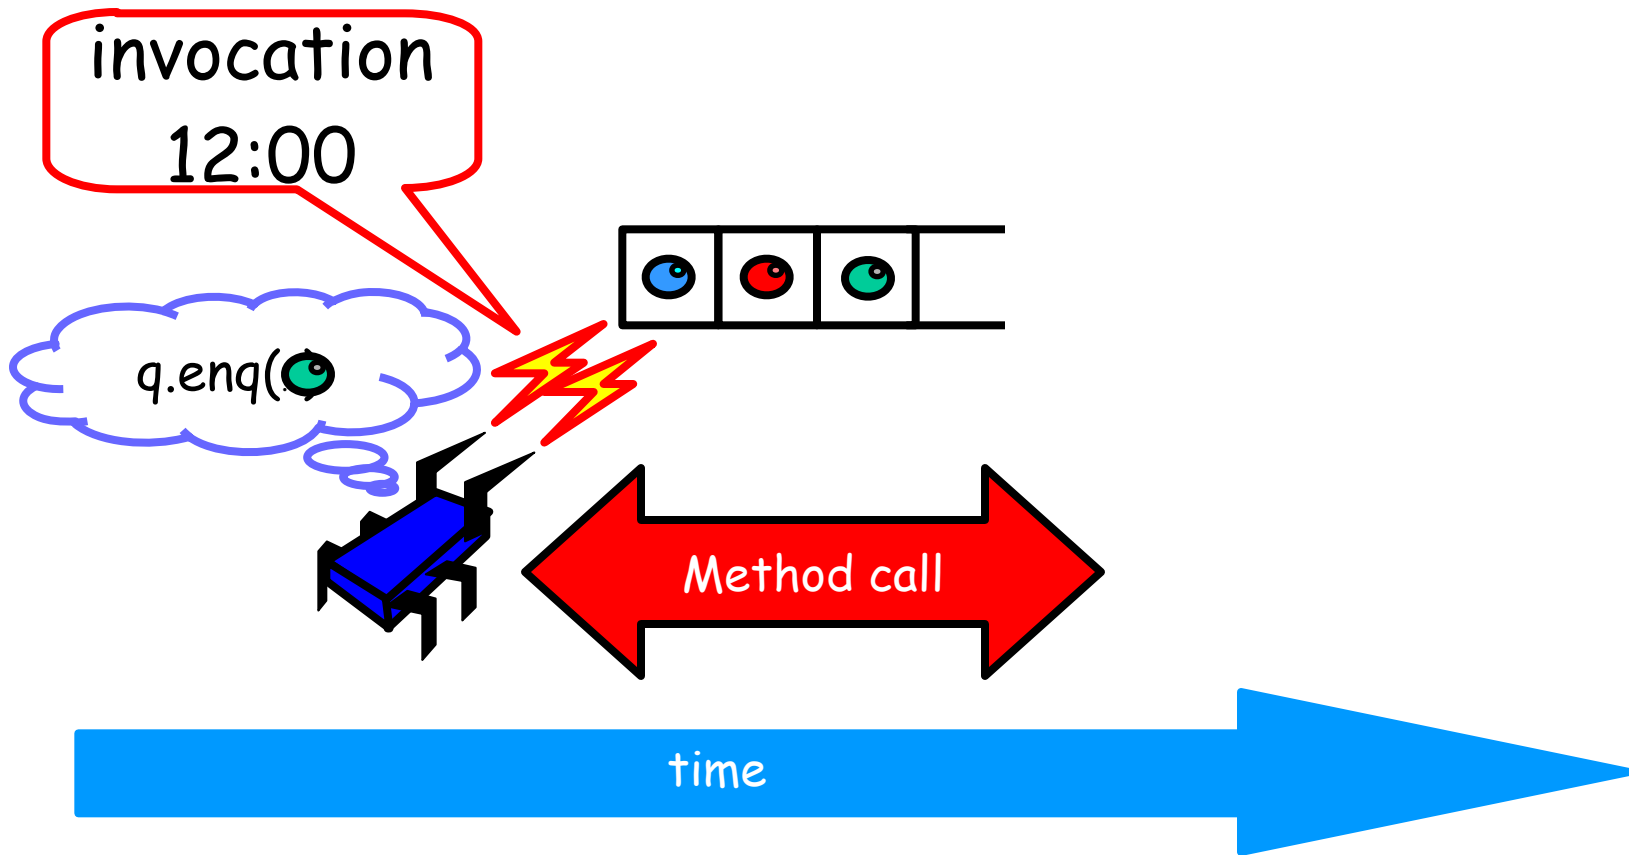 invocation
12:00
q.enq( )
Method call
time